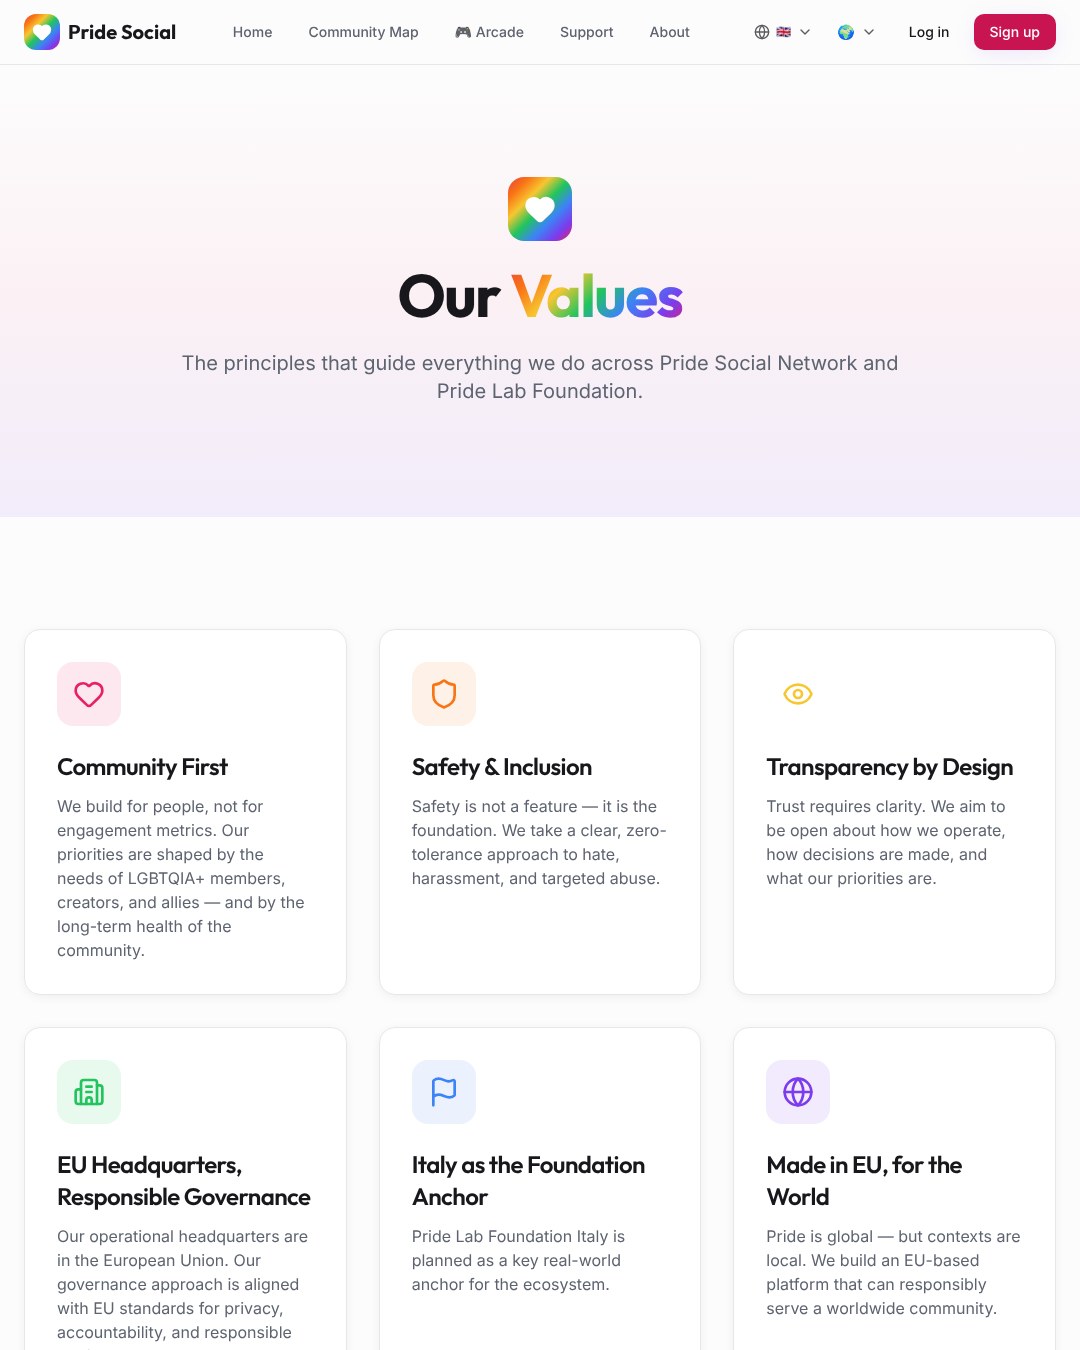 Pride Social
Home
Community Map
Arcade
Support
About
Log in
Sign up
Our Values
The principles that guide everything we do across Pride Social Network and
Pride Lab Foundation.
Community First
We build for people, not for
engagement metrics. Our
priorities are shaped by the
needs of LGBTQIA+ members,
creators, and allies — and by the
long-term health of the
community.
Safety & Inclusion
Safety is not a feature — it is the
foundation. We take a clear, zero-
tolerance approach to hate,
harassment, and targeted abuse.
Transparency by Design
Trust requires clarity. We aim to
be open about how we operate,
how decisions are made, and
what our priorities are.
EU Headquarters,
Responsible Governance
Our operational headquarters are
in the European Union. Our
governance approach is aligned
with EU standards for privacy,
accountability, and responsible
Italy as the Foundation
Anchor
Pride Lab Foundation Italy is
planned as a key real-world
anchor for the ecosystem.
Made in EU, for the
World
Pride is global — but contexts are
local. We build an EU-based
platform that can responsibly
serve a worldwide community.